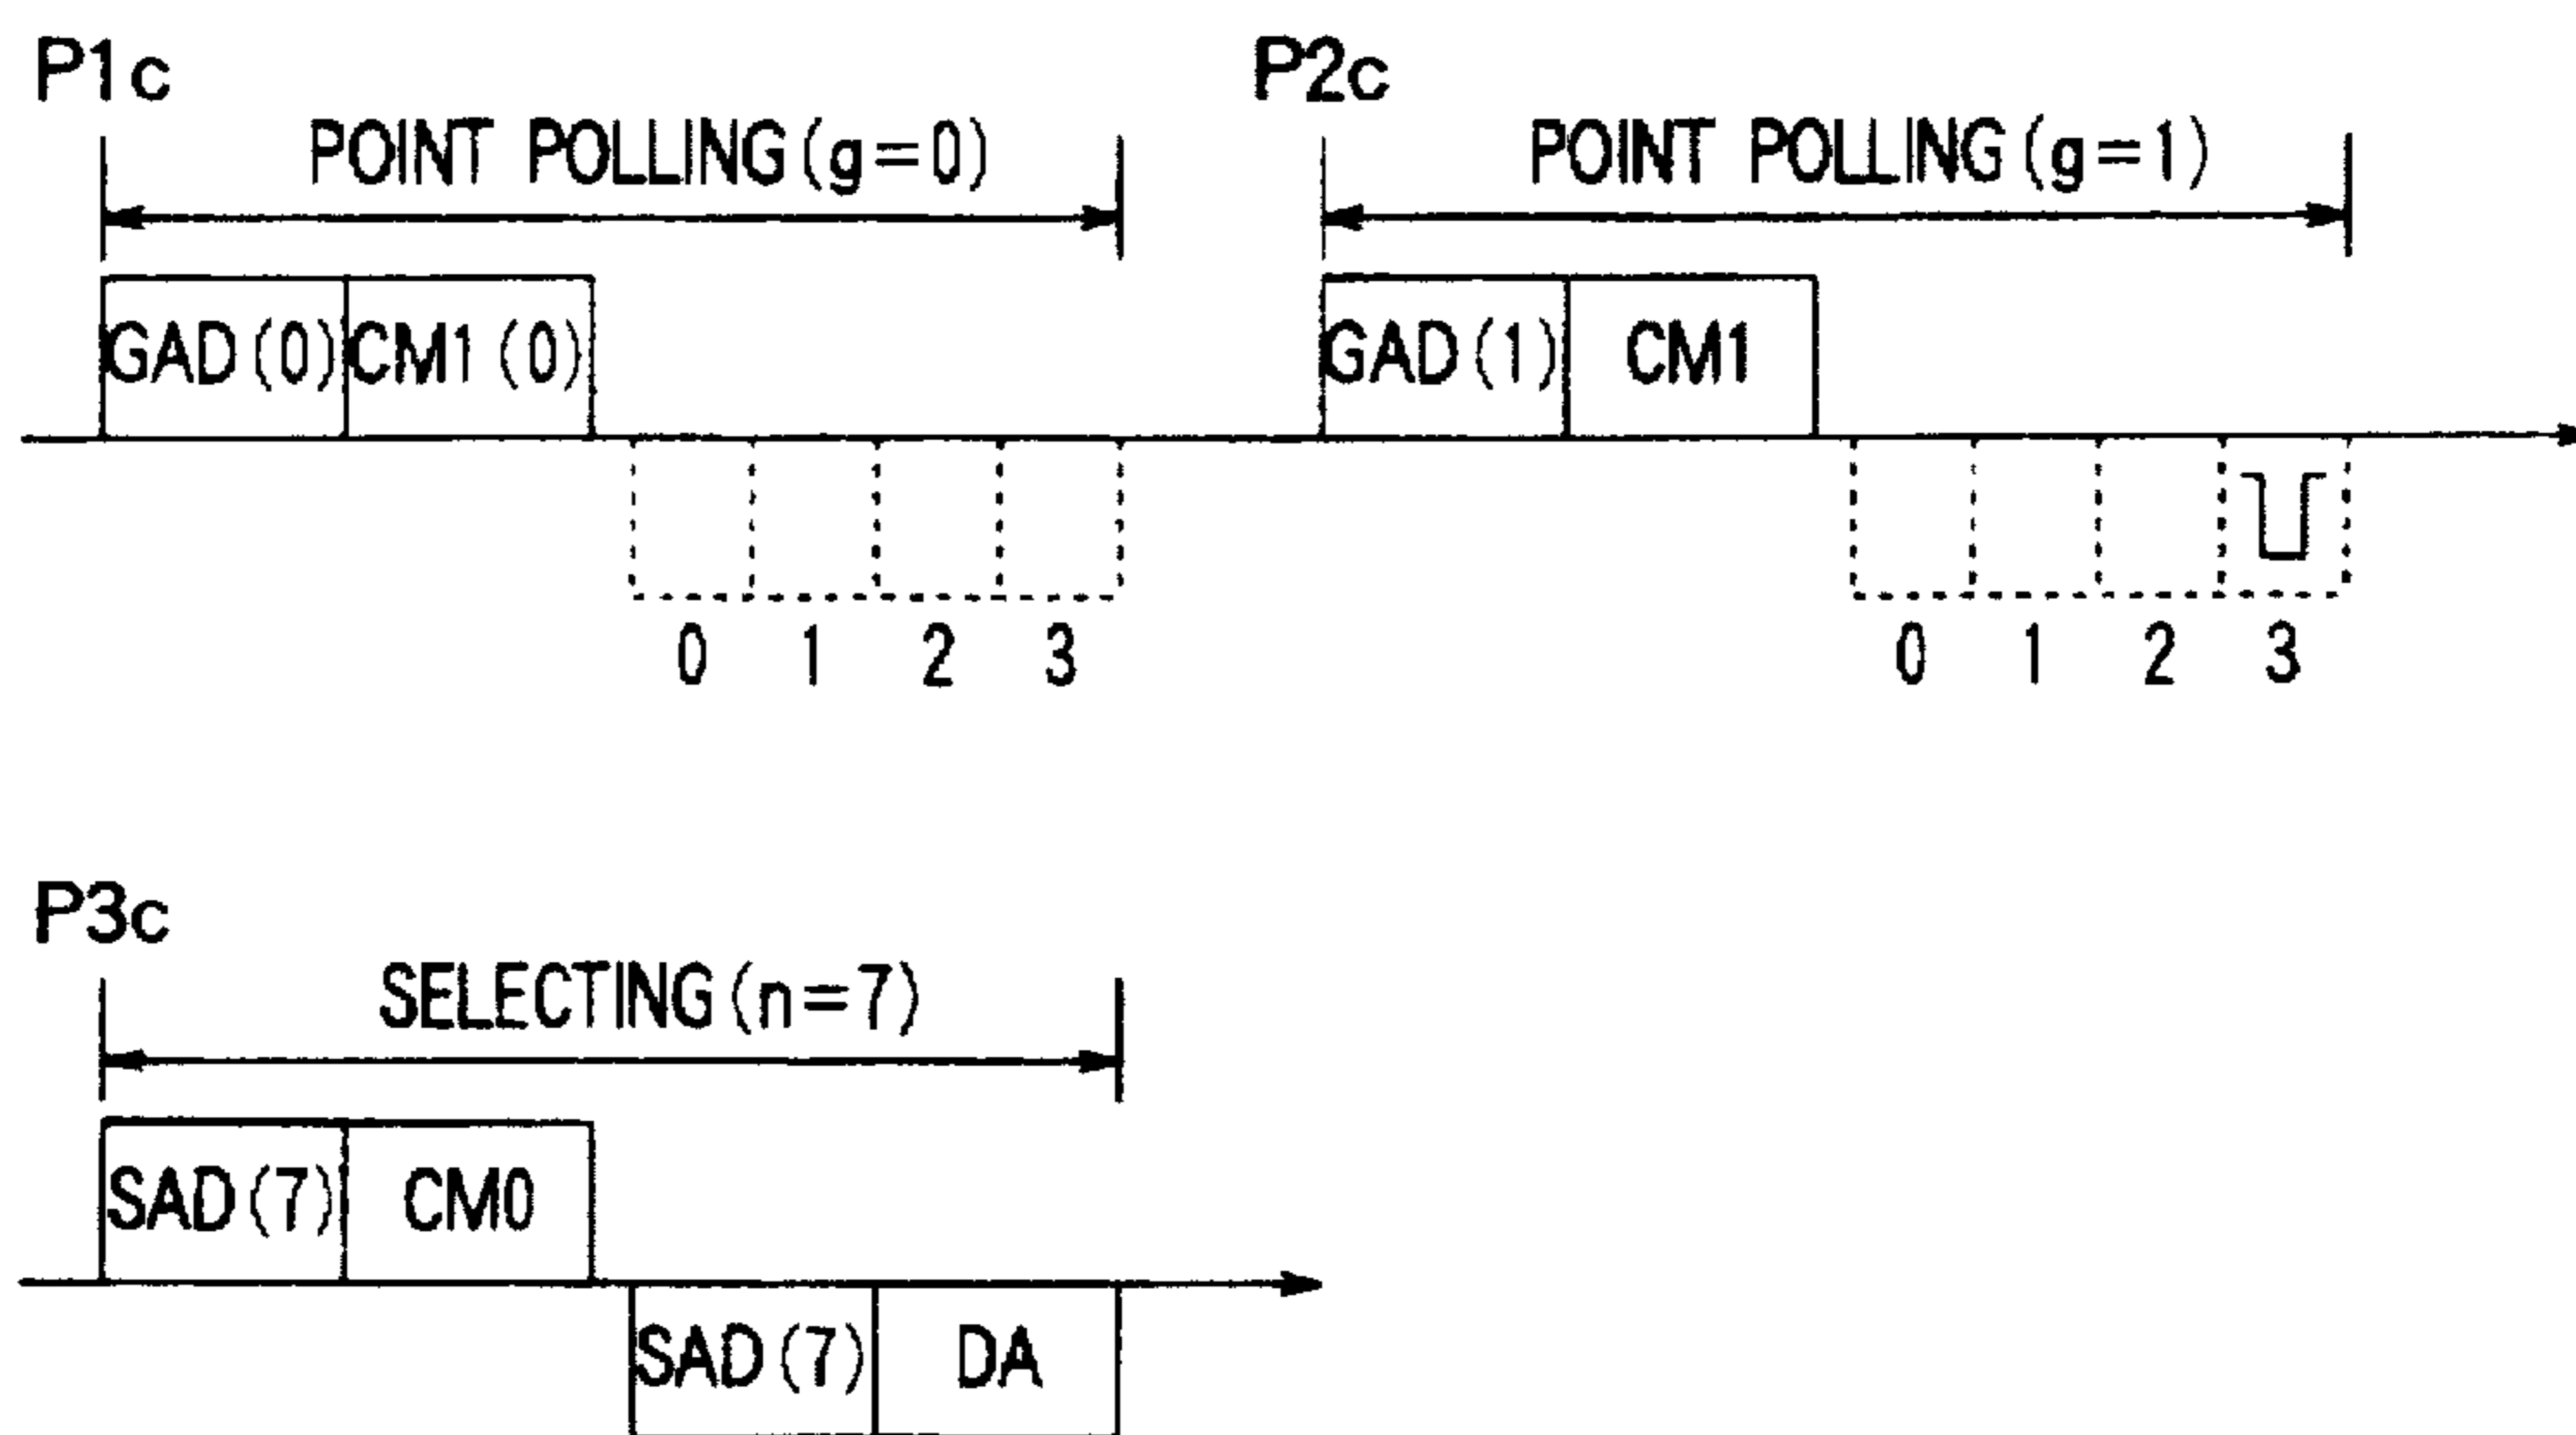 P1c
P2c
POINT POLLING(g=0)
POINT POLLING(g=1)
GAD(0) CM1(0)
GAD(1) CM1
0 1 2 3
0 1 2 3
P3c
SELECTING(n=7)
SAD(7) CM0
SAD(7) DA